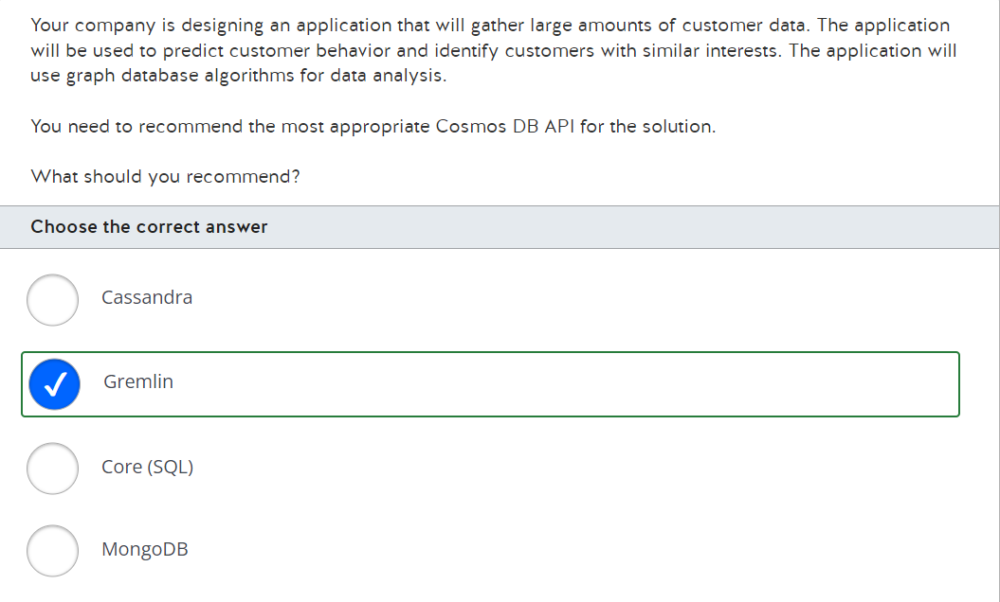 Your company is designing an application that will gather large amounts of customer data. The application
will be used to predict customer behavior and identify customers with similar interests. The application will
use graph database algorithms for data analysis.
You need to recommend the most appropriate Cosmos DB API for the solution.
What should you recommend?
Choose the correct answer
Cassandra
Gremlin
Core (SQL)
MongoDB